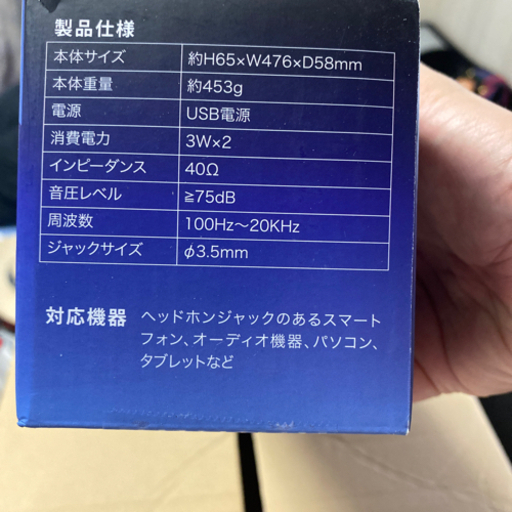 製品仕様
本体サイズ 約H65×W476×D58mm
本体重量 約453g
電源 USB電源
消費電力 3W×2
インピーダンス 40Ω
音圧レベル ≧75dB
周波数 100Hz～20KHz
ジャックサイズ φ3.5mm
対応機器 ヘッドホンジャックのあるスマート
フォン、オーディオ機器、パソコン、
タブレットなど